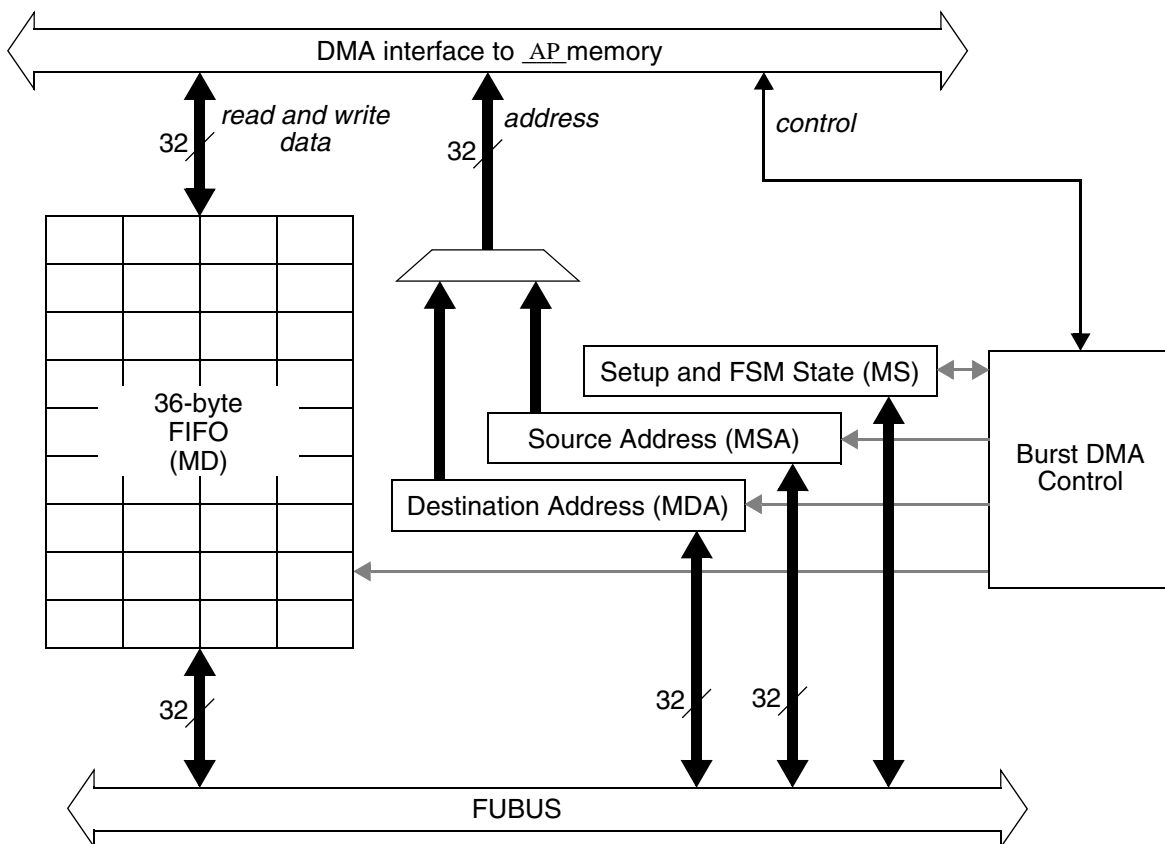 DMA interface to AP memory
read and write
data
32
address
32
control
36-byte
FIFO
(MD)
Setup and FSM State (MS)
Source Address (MSA)
Destination Address (MDA)
Burst DMA
Control
32
32
32
FUBUS